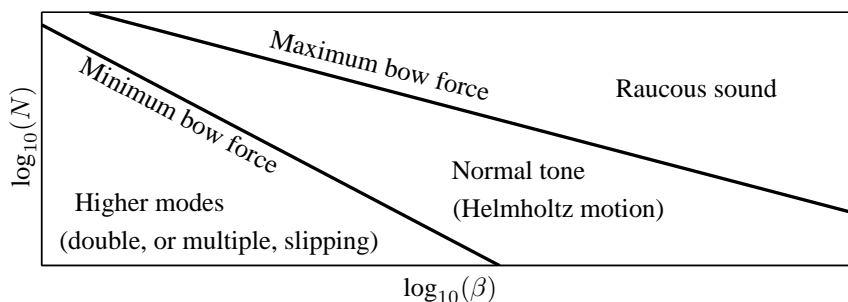 Maximum bow force
Minimum bow force
Raucous sound
log₁₀(N)
Normal tone
(Helmholtz motion)
Higher modes
(double, or multiple, slipping)
log₁₀(β)